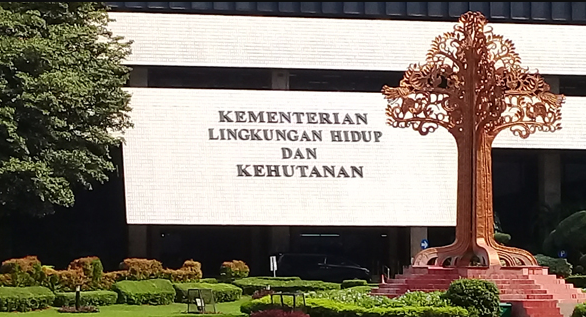 KEMENTERIAN
LINGKUNGAN HIDUP
DAN
KEHUTANAN